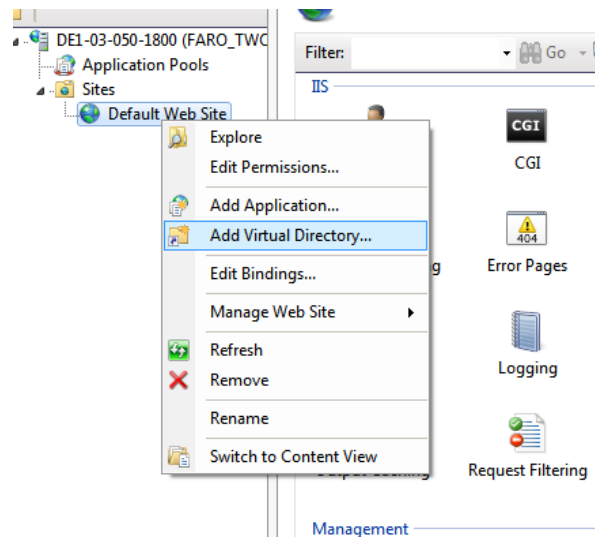 DE1-03-050-1800 (FARO_TWO
Application Pools
Sites
Default Web Site
Filter:
Go
IIS
Explore
Edit Permissions...
Add Application...
Add Virtual Directory...
Edit Bindings...
Manage Web Site
Refresh
Remove
Rename
Switch to Content View
CGI
CGI
404
g
Error Pages
Logging
Request Filtering
Management